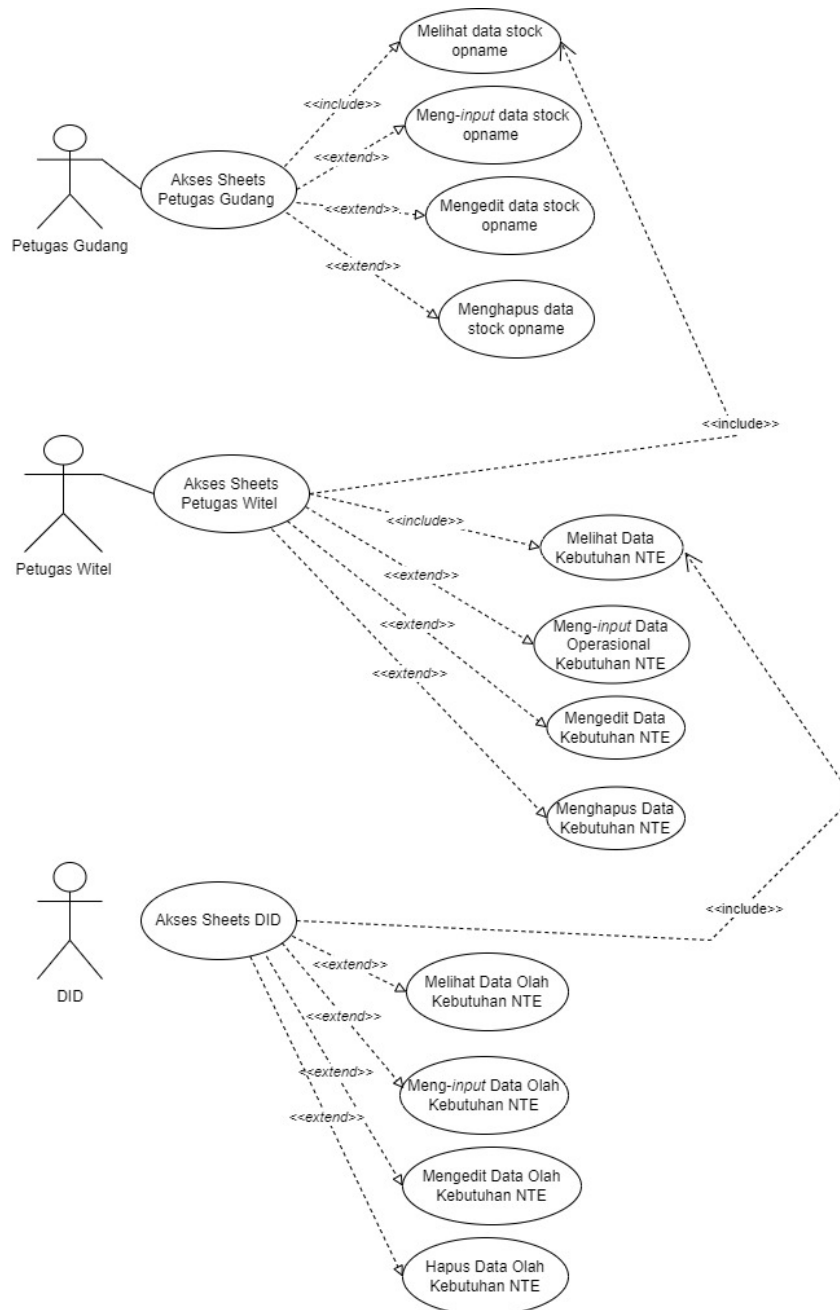 Melihat data stock
opname
<<include>>
Meng-input data stock
opname
<<extend>>
Akses Sheets
Petugas Gudang
Petugas Gudang
<<extend>>
Mengedit data stock
opname
<<extend>>
Menghapus data
stock opname
<<include>>
Akses Sheets
Petugas Witel
Petugas Witel
<<include>>
Melihat Data
Kebutuhan NTE
<<extend>>
Meng-input Data
Operasional
Kebutuhan NTE
<<extend>>
<<extend>>
Mengedit Data
Kebutuhan NTE
Menghapus Data
Kebutuhan NTE
<<include>>
Akses Sheets DID
DID
<<extend>>
Melihat Data Olah
Kebutuhan NTE
<<extend>>
Meng-input Data Olah
Kebutuhan NTE
<<extend>>
<<extend>>
Mengedit Data Olah
Kebutuhan NTE
Hapus Data Olah
Kebutuhan NTE